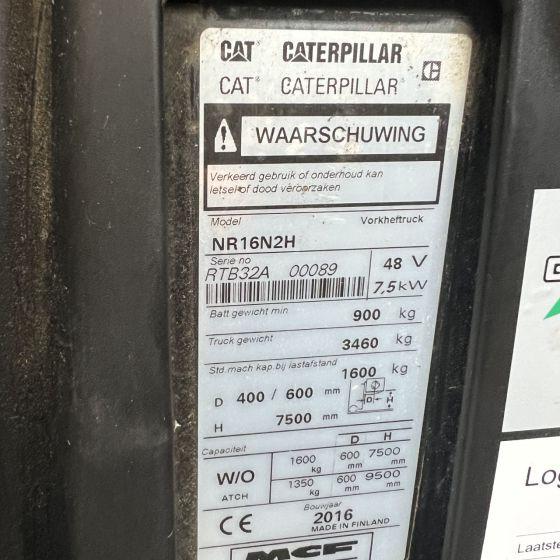 CAT CATERPILLAR
CAT CATERPILLAR
WAARSCHUWING
Verkeerd gebruik of onderhoud kan
letsel of dood veroorzaken
Model Vorkheftruck
NR16N2H
Serie no
RTB32A 00089 48 V
7,5 kW
Batt gewicht min 900 kg
Truck gewicht 3460 kg
Std.mach kap.bij lastafstand 1600 kg
D 400 / 600 mm D H
H 7500 mm
Capaciteit D H
W/O 1600 kg 600 mm 7500 mm
ATCH 1350 kg 600 mm 9500 mm
Bouwjaar
CE 2016
MADE IN FINLAND
MCF
Log
Laatste